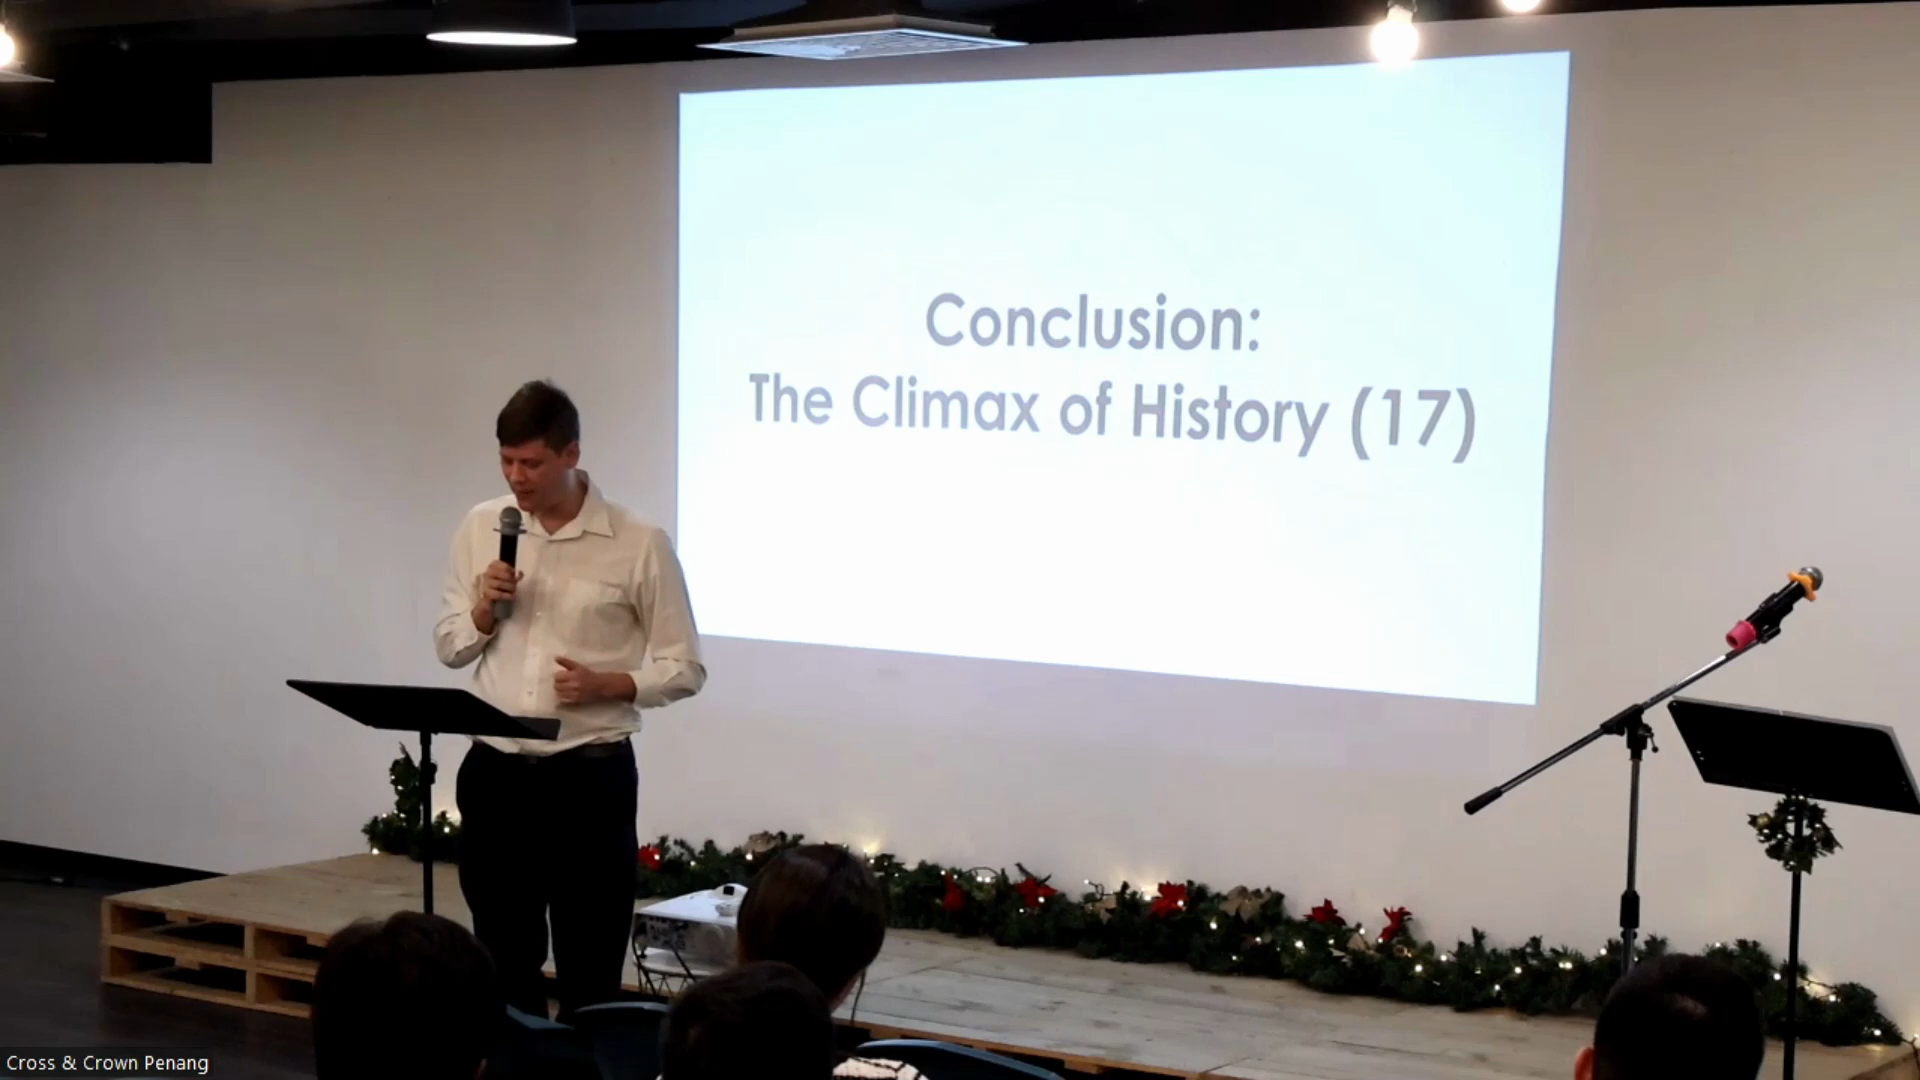 Conclusion:
The Climax of History (17)
Cross & Crown Penang